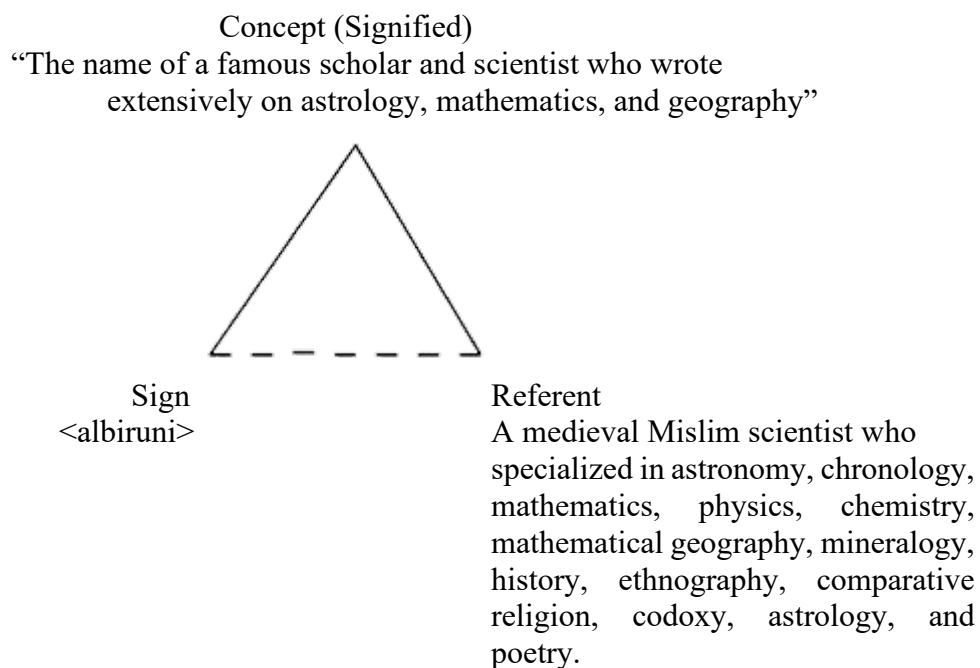 Concept (Signified)
“The name of a famous scholar and scientist who wrote
extensively on astrology, mathematics, and geography”
Sign
<albiruni>
Referent
A medieval Mislim scientist who
specialized in astronomy, chronology,
mathematics, physics, chemistry,
mathematical geography, mineralogy,
history, ethnography, comparative
religion, codoxy, astrology, and
poetry.